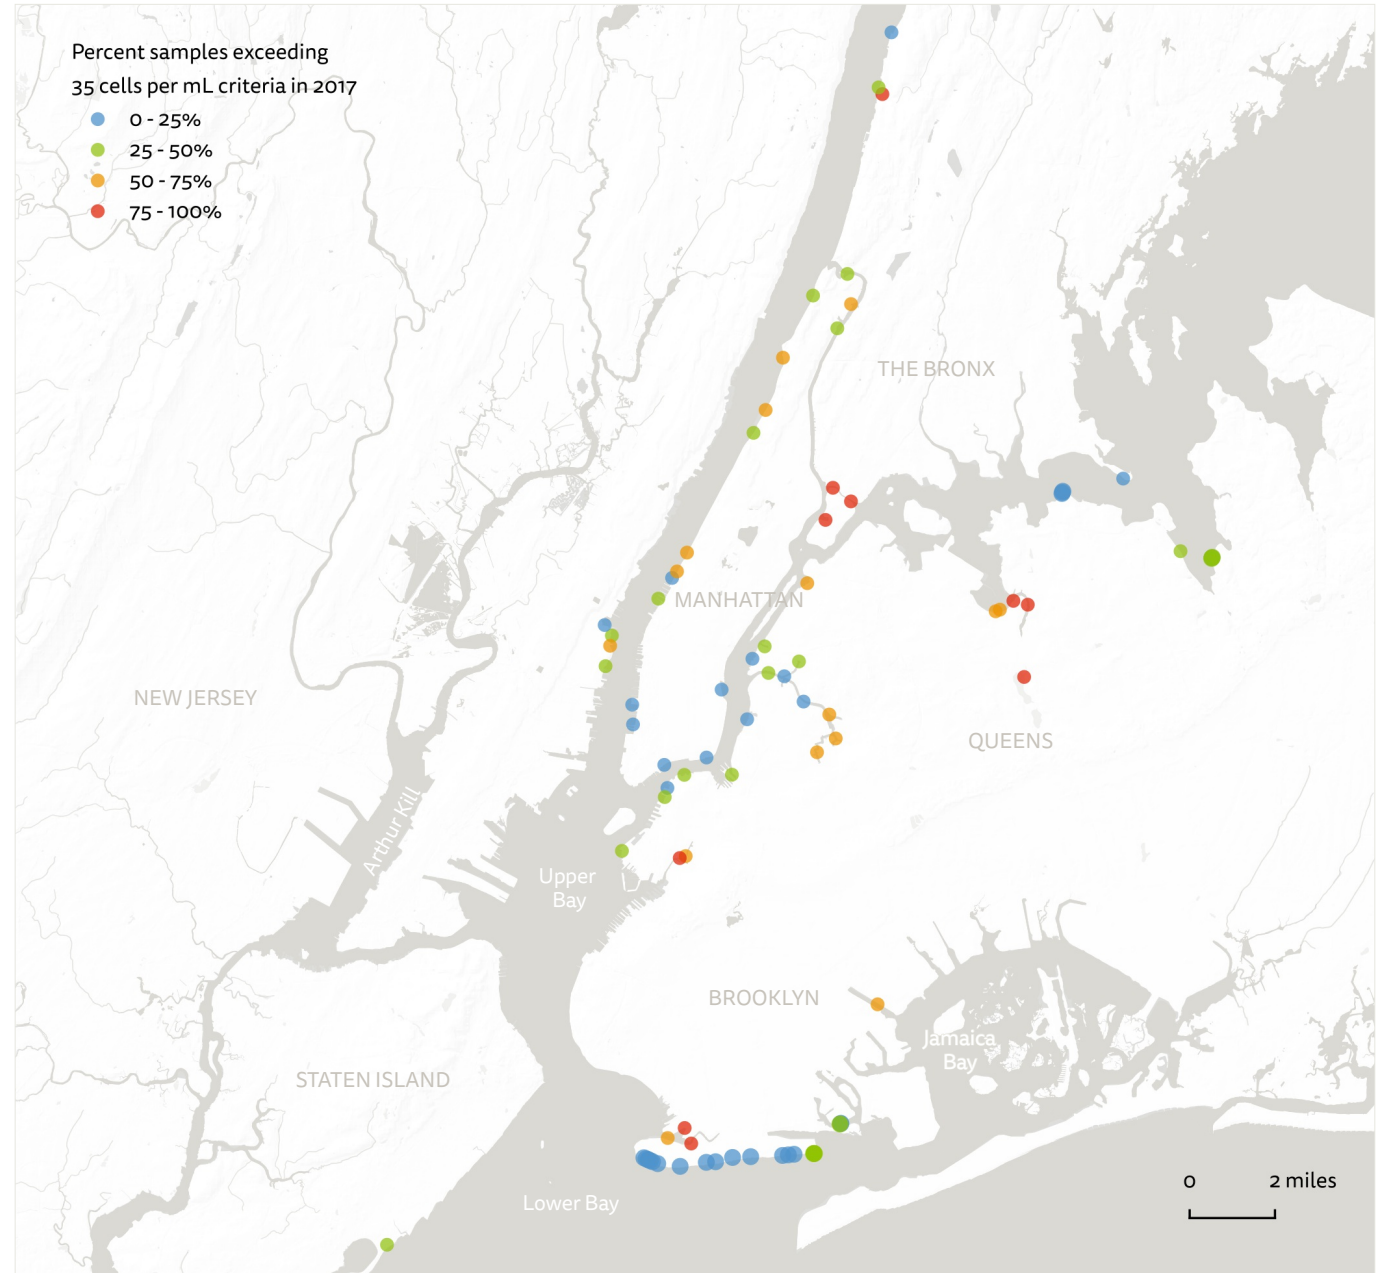 Percent samples exceeding
35 cells per mL criteria in 2017
0 - 25%
25 - 50%
50 - 75%
75 - 100%
THE BRONX
MANHATTAN
NEW JERSEY
QUEENS
Arthur Kill
Upper
Bay
BROOKLYN
Jamaica
Bay
STATEN ISLAND
Lower Bay
0 2 miles